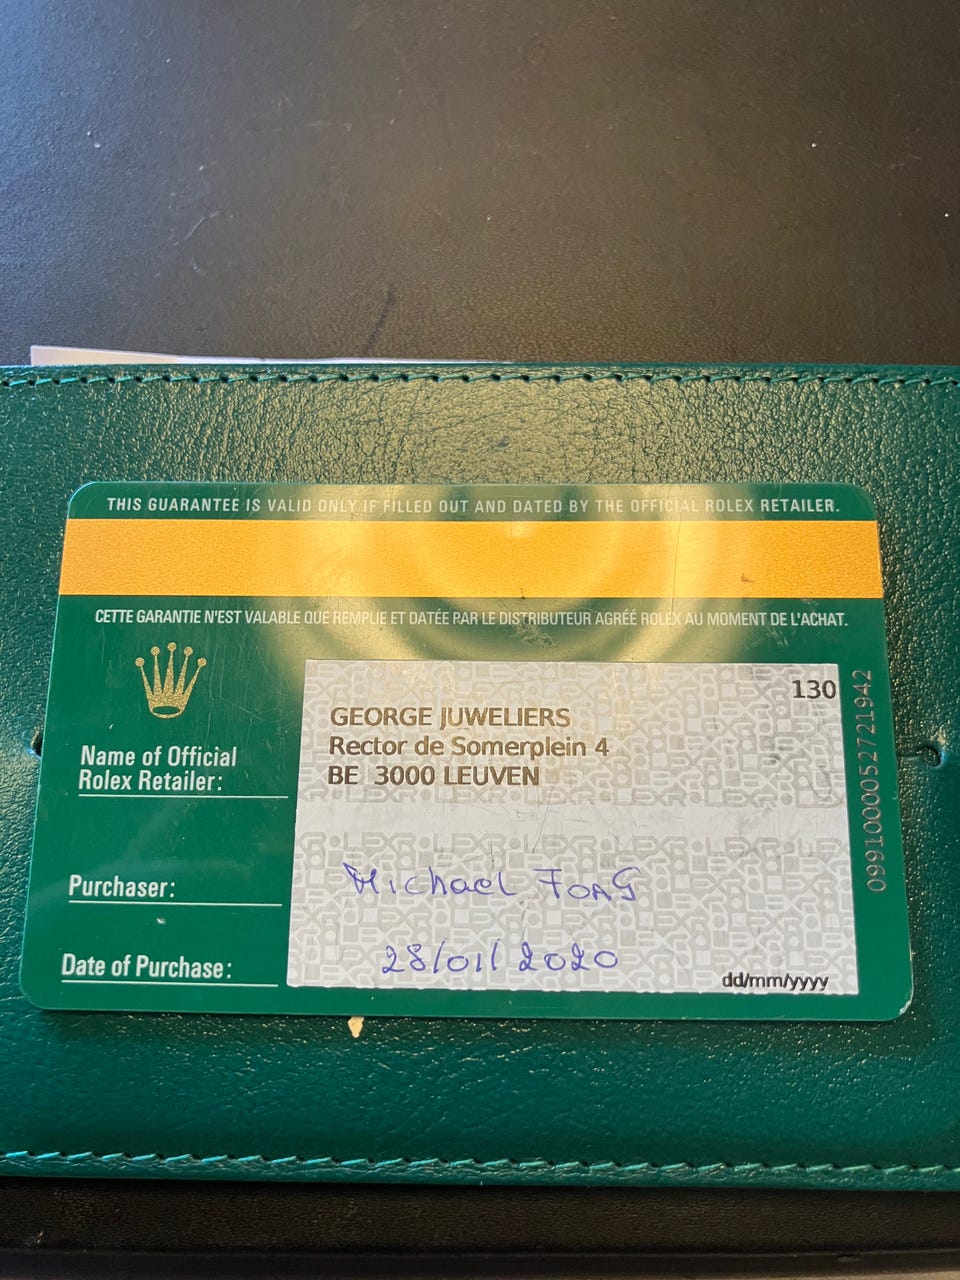 THIS GUARANTEE IS VALID ONLY IF FILLED OUT AND DATED BY THE OFFICIAL ROLEX RETAILER.
CETTE GARANTIE N'EST VALABLE QUE REMPLIE ET DATÉE PAR LE DISTRIBUTEUR AGRÉÉ ROLEX AU MOMENT DE L'ACHAT.
130
GEORGE JUWELIERS
Rector de Somerplein 4
BE 3000 LEUVEN
Name of Official
Rolex Retailer:
Purchaser: Michael Fong
Date of Purchase: 28/01/2020
dd/mm/yyyy
0991000052721942